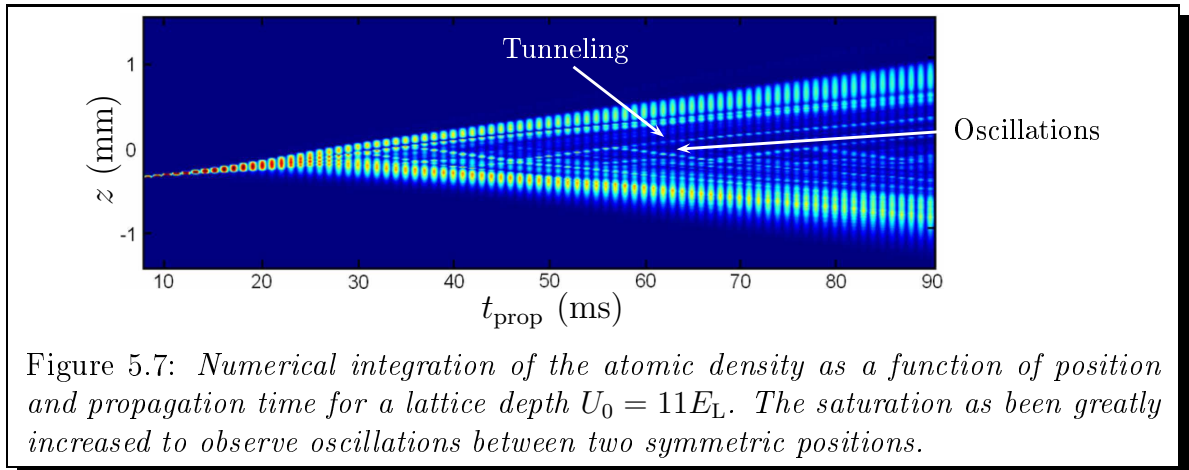 Tunneling
Oscillations
z (mm)
1
0
-1
10 20 30 40 50 60 70 80 90
t_prop (ms)
Figure 5.7: Numerical integration of the atomic density as a function of position
and propagation time for a lattice depth U₀ = 11E_L. The saturation as been greatly
increased to observe oscillations between two symmetric positions.